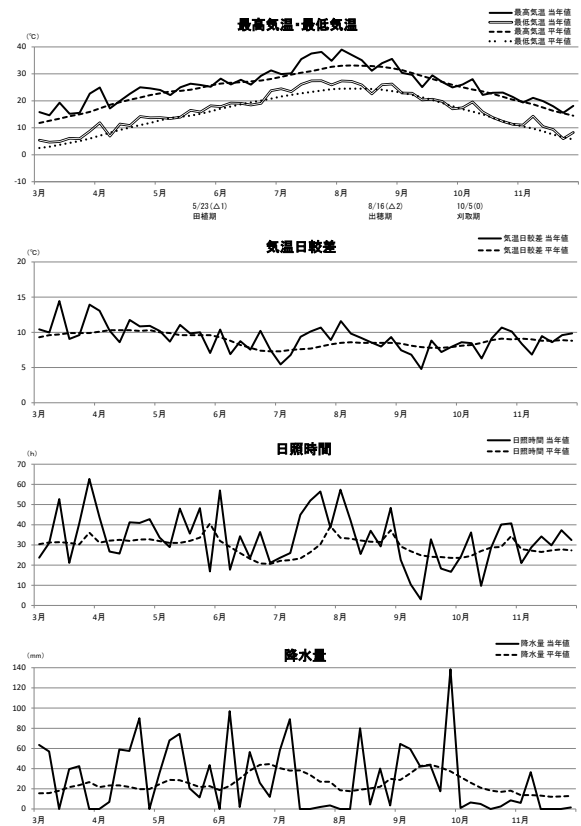 最高気温・最低気温
(℃)
最高気温 当年値
最低気温 当年値
最高気温 平年値
最低気温 平年値
40
30
20
10
0
-10
3月 4月 5月 6月 7月 8月 9月 10月 11月
5/23(△1) 8/16(△2) 10/5(0)
田植期 出穂期 刈取期
気温日較差
(℃)
気温日較差 当年値
気温日較差 平年値
20
15
10
5
0
3月 4月 5月 6月 7月 8月 9月 10月 11月
日照時間
(h)
日照時間 当年値
日照時間 平年値
70
60
50
40
30
20
10
0
3月 4月 5月 6月 7月 8月 9月 10月 11月
降水量
(mm)
降水量 当年値
降水量 平年値
140
120
100
80
60
40
20
0
3月 4月 5月 6月 7月 8月 9月 10月 11月